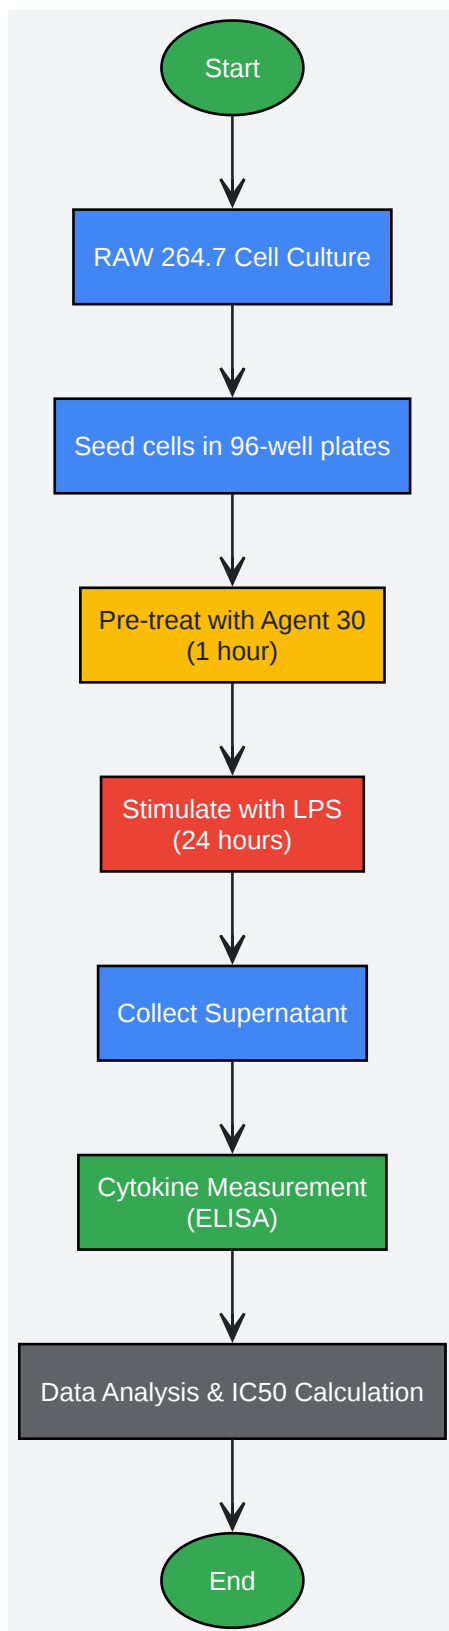 Start
RAW 264.7 Cell Culture
Seed cells in 96-well plates
Pre-treat with Agent 30
(1 hour)
Stimulate with LPS
(24 hours)
Collect Supernatant
Cytokine Measurement
(ELISA)
Data Analysis & IC50 Calculation
End